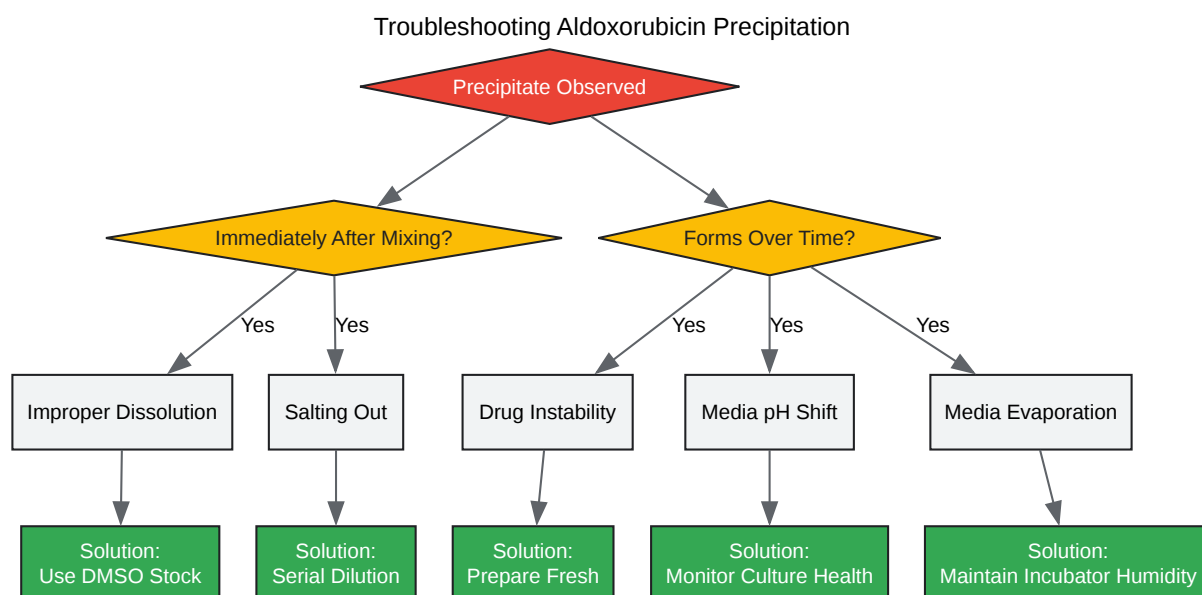 Troubleshooting Aldoxorubicin Precipitation
Precipitate Observed
Immediately After Mixing?
Forms Over Time?
Yes
Yes
Yes
Yes
Yes
Improper Dissolution
Salting Out
Drug Instability
Media pH Shift
Media Evaporation
Solution:
Use DMSO Stock
Solution:
Serial Dilution
Solution:
Prepare Fresh
Solution:
Monitor Culture Health
Solution:
Maintain Incubator Humidity